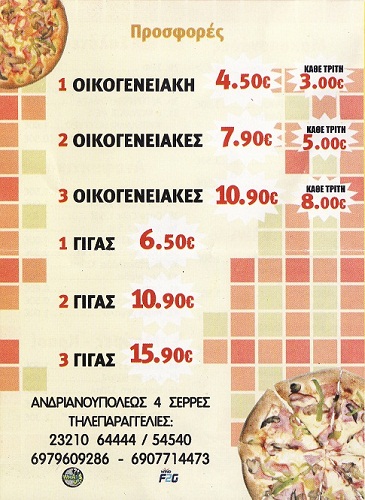 Προσφορές
1 ΟΙΚΟΓΕΝΕΙΑΚΗ 4.50€ ΚΑΘΕ ΤΡΙΤΗ 3.00€
2 ΟΙΚΟΓΕΝΕΙΑΚΕΣ 7.90€ ΚΑΘΕ ΤΡΙΤΗ 5.00€
3 ΟΙΚΟΓΕΝΕΙΑΚΕΣ 10.90€ ΚΑΘΕ ΤΡΙΤΗ 8.00€
1 ΓΙΓΑΣ 6.50€
2 ΓΙΓΑΣ 10.90€
3 ΓΙΓΑΣ 15.90€
ΑΝΔΡΙΑΝΟΥΠΟΛΕΩΣ 4 ΣΕΡΡΕΣ
ΤΗΛΕΠΑΡΑΓΓΕΛΙΕΣ:
23210 64444 / 54540
6979609286 - 6907714473
F2G